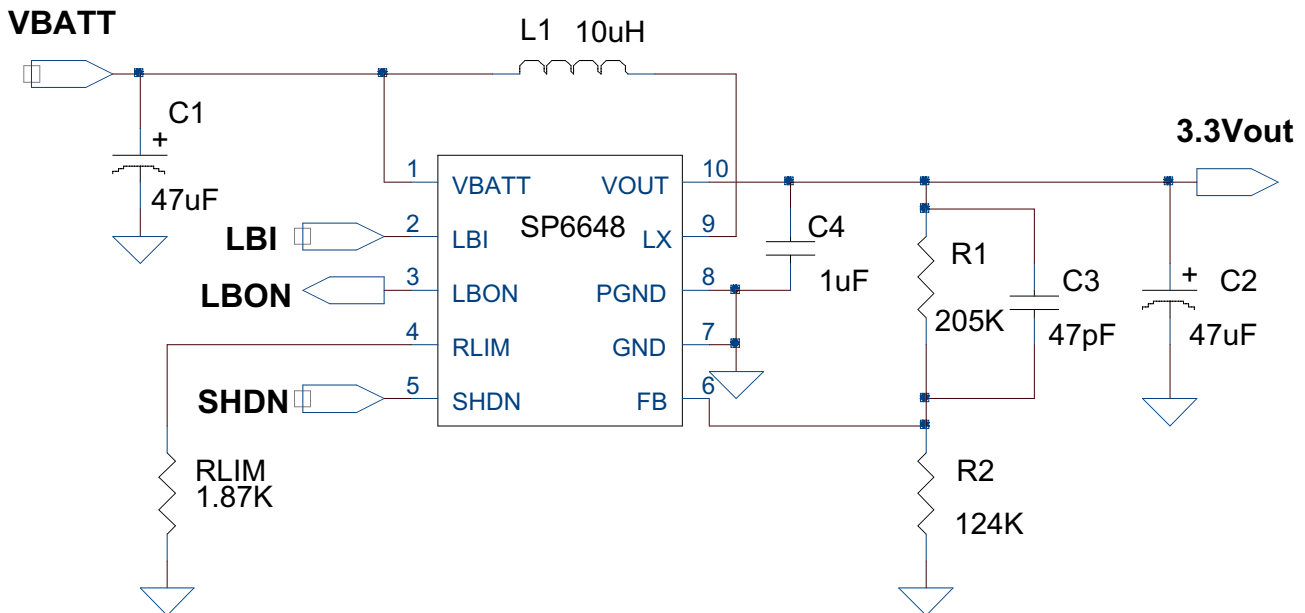 VBATT
L1 10uH
C1
+
47uF
3.3Vout
1 VBATT VOUT 10
SP6648
LBI 2 LBI LX 9
LBON 3 LBON PGND 8
4 RLIM GND 7
SHDN 5 SHDN FB 6
C4
1uF
R1
205K
C3
47pF
+
C2
47uF
RLIM
1.87K
R2
124K